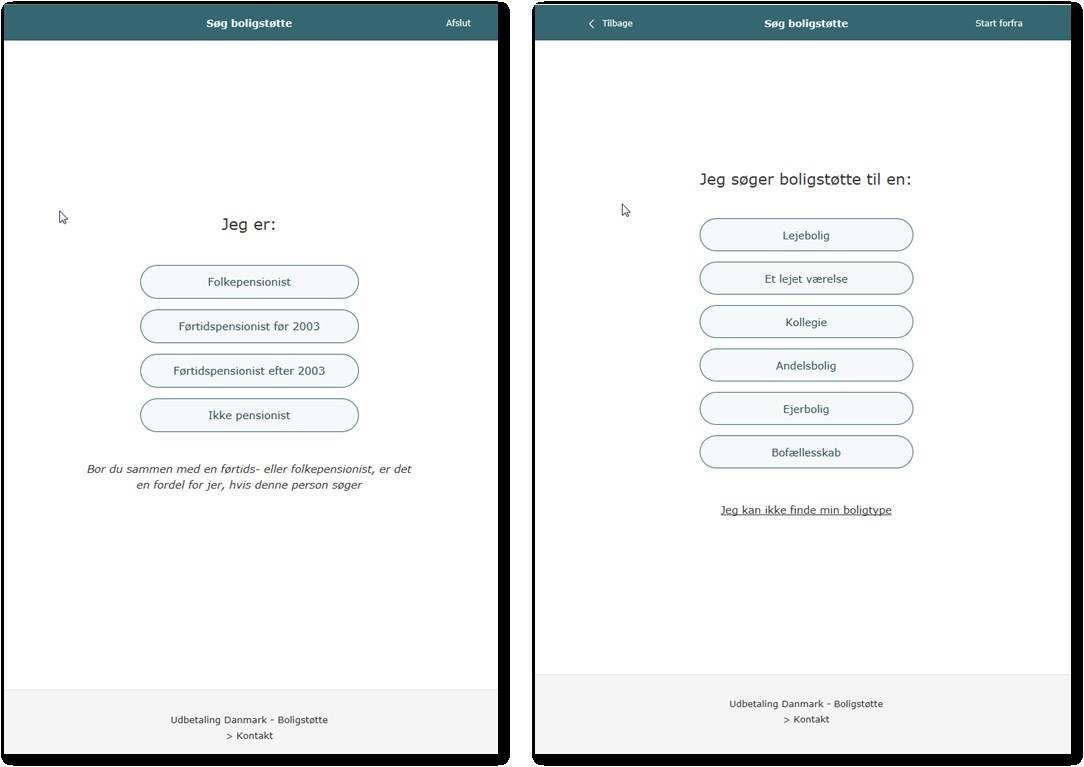 Søg boligstøtte
Afslut
Jeg er:
Folkepensionist
Førtidspensionist før 2003
Førtidspensionist efter 2003
Ikke pensionist
Bor du sammen med en førtids- eller folkepensionist, er det
en fordel for jer, hvis denne person søger
Udbetaling Danmark - Boligstøtte
> Kontakt
Tilbage
Søg boligstøtte
Start forfra
Jeg søger boligstøtte til en:
Lejebolig
Et lejet værelse
Kollegie
Andelsbolig
Ejerbolig
Bofællesskab
Jeg kan ikke finde min boligtype
Udbetaling Danmark - Boligstøtte
> Kontakt